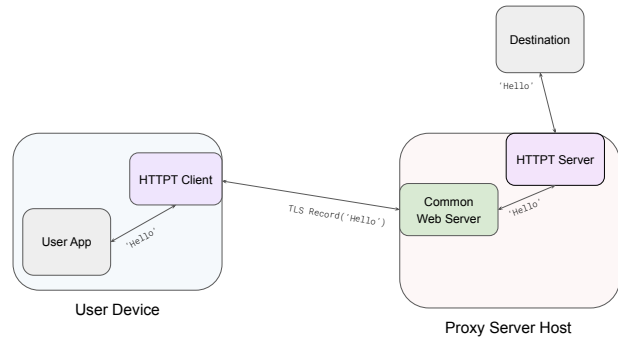 Destination
'Hello'
HTTPT Server
HTTPT Client
Common
Web Server
'Hello'
TLS Record('Hello')
User App
'Hello'
User Device
Proxy Server Host